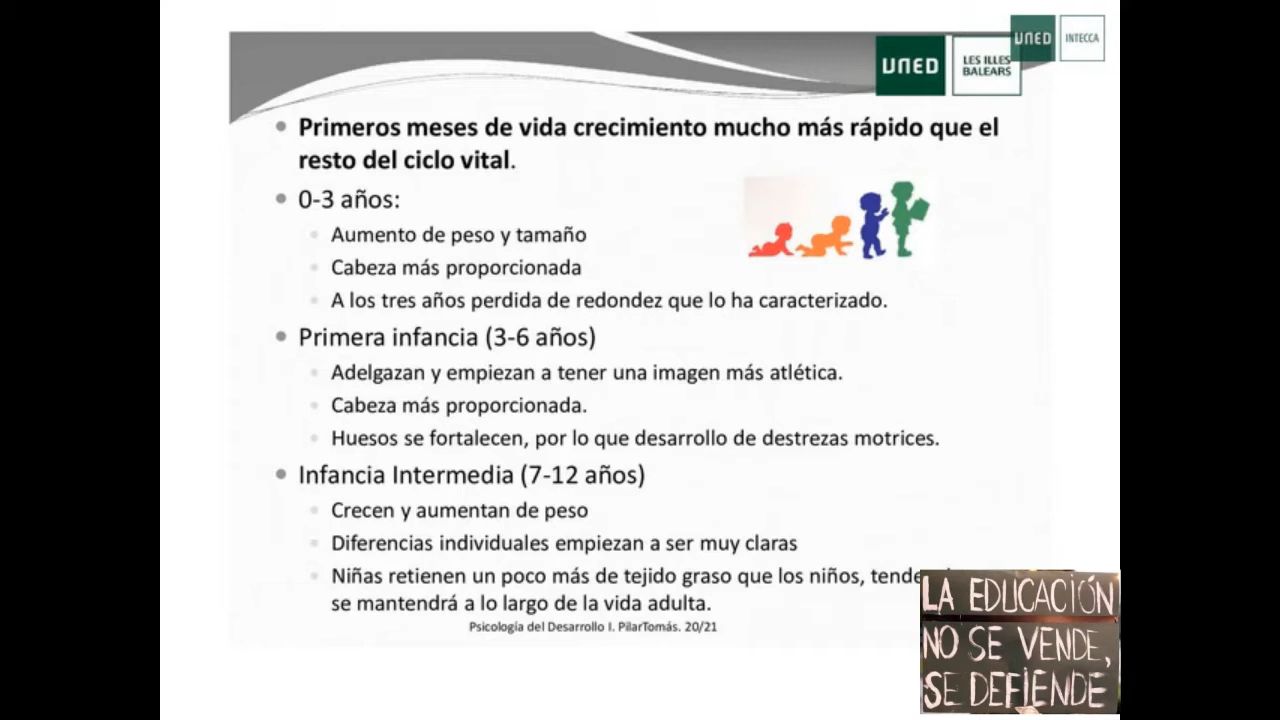 UNED
INTECCA
UNED
LES ILLES
BALEARS
Primeros meses de vida crecimiento mucho más rápido que el
resto del ciclo vital.
0-3 años:
Aumento de peso y tamaño
Cabeza más proporcionada
A los tres años perdida de redondez que lo ha caracterizado.
Primera infancia (3-6 años)
Adelgazan y empiezan a tener una imagen más atlética.
Cabeza más proporcionada.
Huesos se fortalecen, por lo que desarrollo de destrezas motrices.
Infancia Intermedia (7-12 años)
Crecen y aumentan de peso
Diferencias individuales empiezan a ser muy claras
Niñas retienen un poco más de tejido graso que los niños,
se mantendrá a lo largo de la vida adulta.
Psicología del Desarrollo I. PilarTomás. 20/21
LA EDUCACIÓN
NO SE VENDE,
SE DEFIENDE